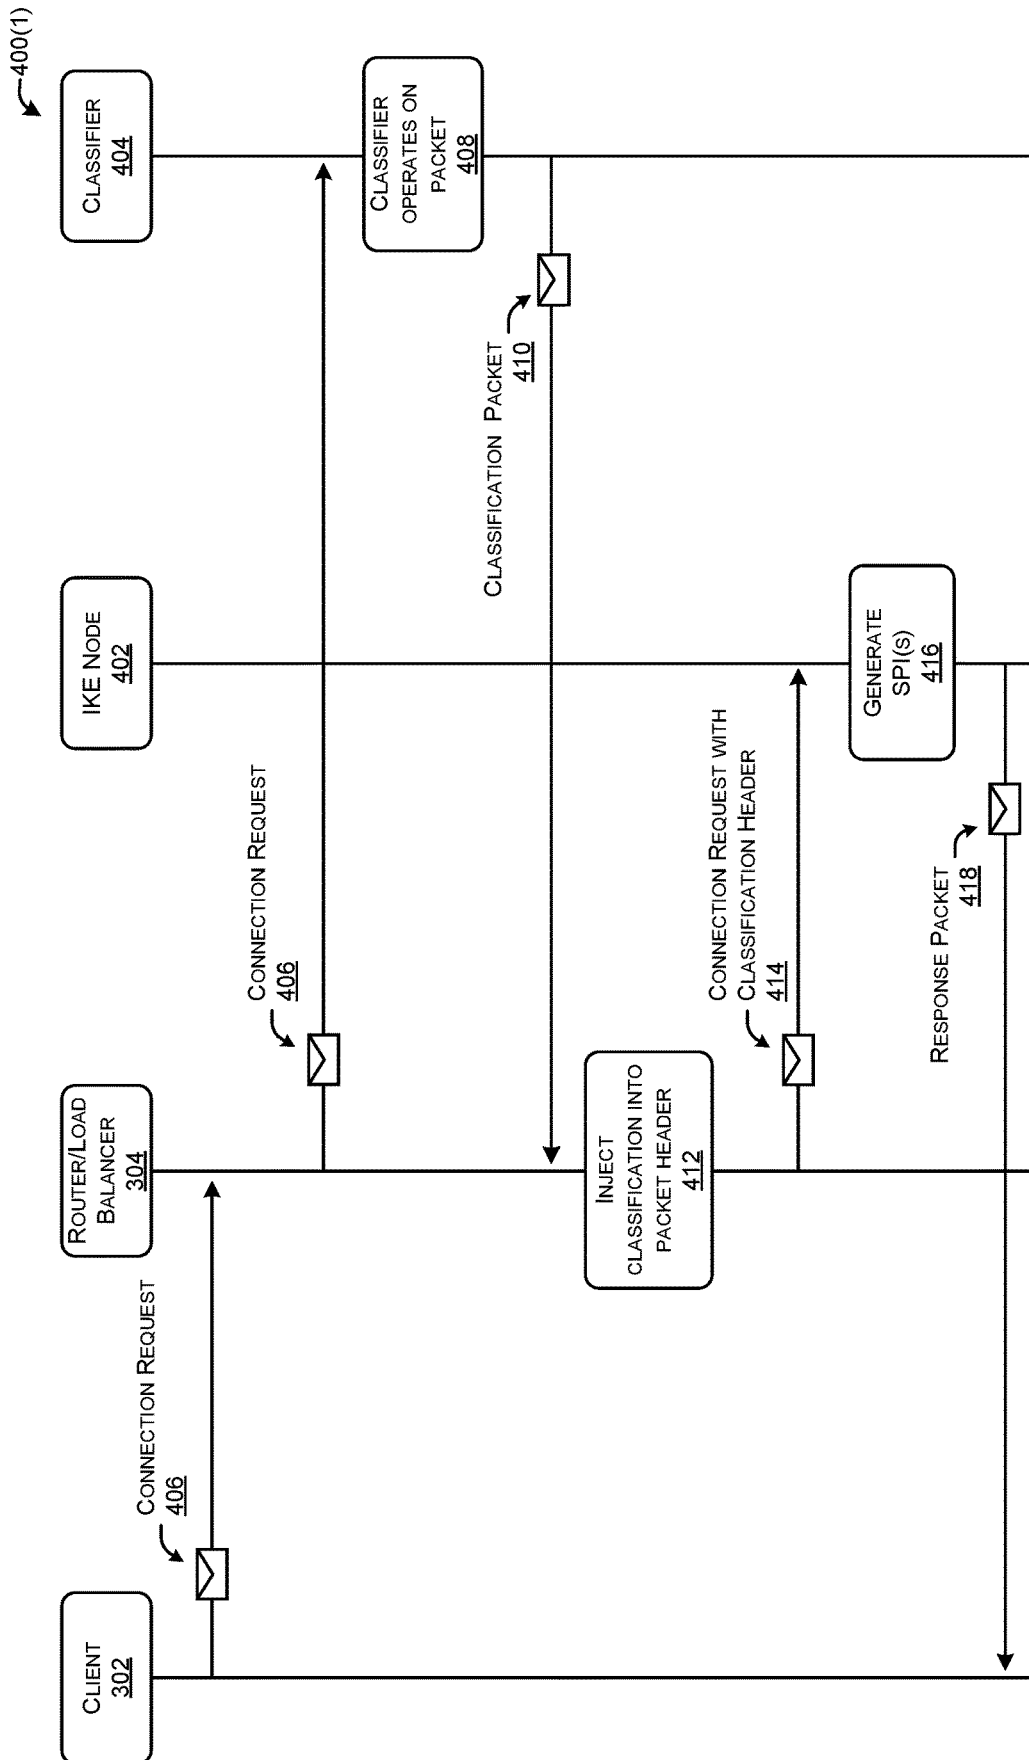 400(1)
CLIENT
302
ROUTER/LOAD
BALANCER
304
IKE NODE
402
CLASSIFIER
404
CONNECTION REQUEST
406
CONNECTION REQUEST
406
CLASSIFIER
OPERATES ON
PACKET
408
CLASSIFICATION PACKET
410
INJECT
CLASSIFICATION INTO
PACKET HEADER
412
CONNECTION REQUEST WITH
CLASSIFICATION HEADER
414
GENERATE
SPI(S)
416
RESPONSE PACKET
418